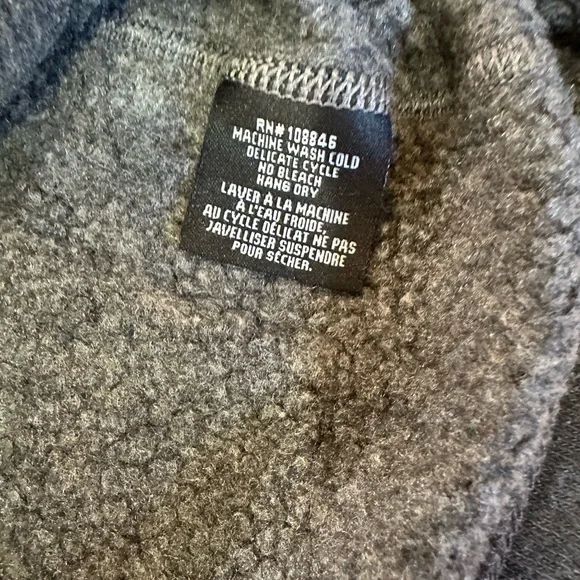 RN# 108846
MACHINE WASH COLD
DELICATE CYCLE
NO BLEACH
HANG DRY
LAVER À LA MACHINE
À L'EAU FROIDE,
AU CYCLE DÉLICAT NE PAS
JAVELLISER SUSPENDRE
POUR SÉCHER.